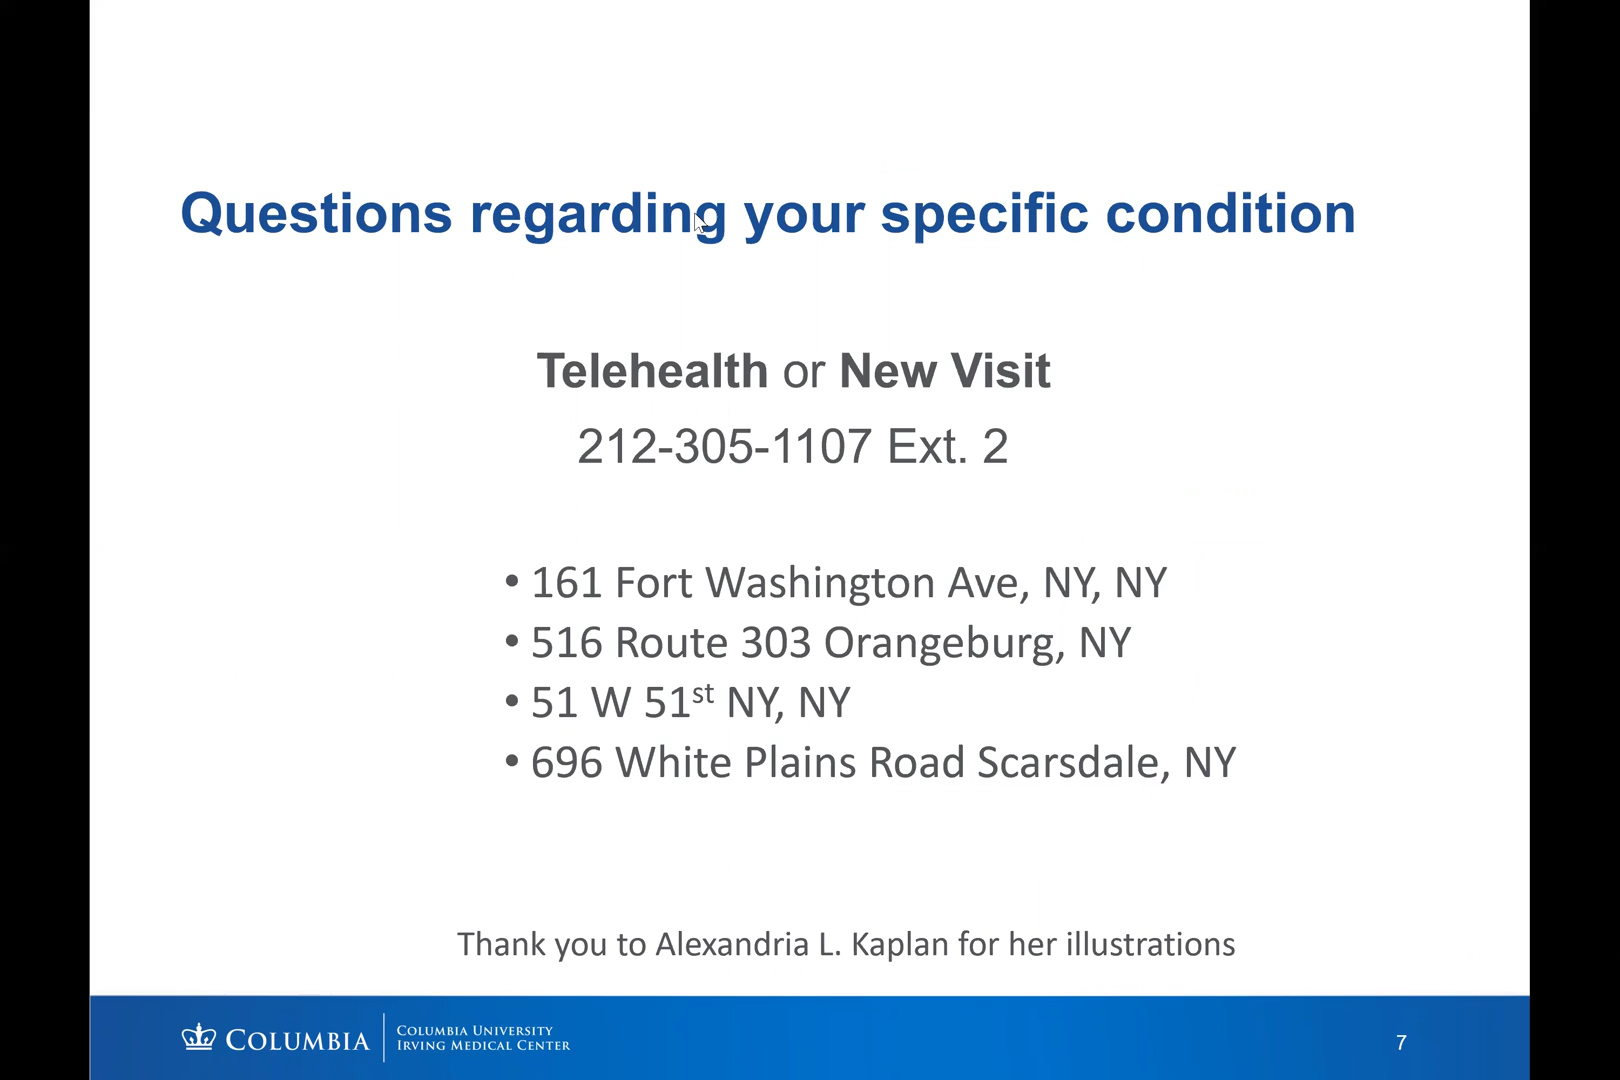 Questions regarding your specific condition
Telehealth or New Visit
212-305-1107 Ext. 2
• 161 Fort Washington Ave, NY, NY
• 516 Route 303 Orangeburg, NY
• 51 W 51st NY, NY
• 696 White Plains Road Scarsdale, NY
Thank you to Alexandria L. Kaplan for her illustrations
COLUMBIA
COLUMBIA UNIVERSITY
IRVING MEDICAL CENTER
7